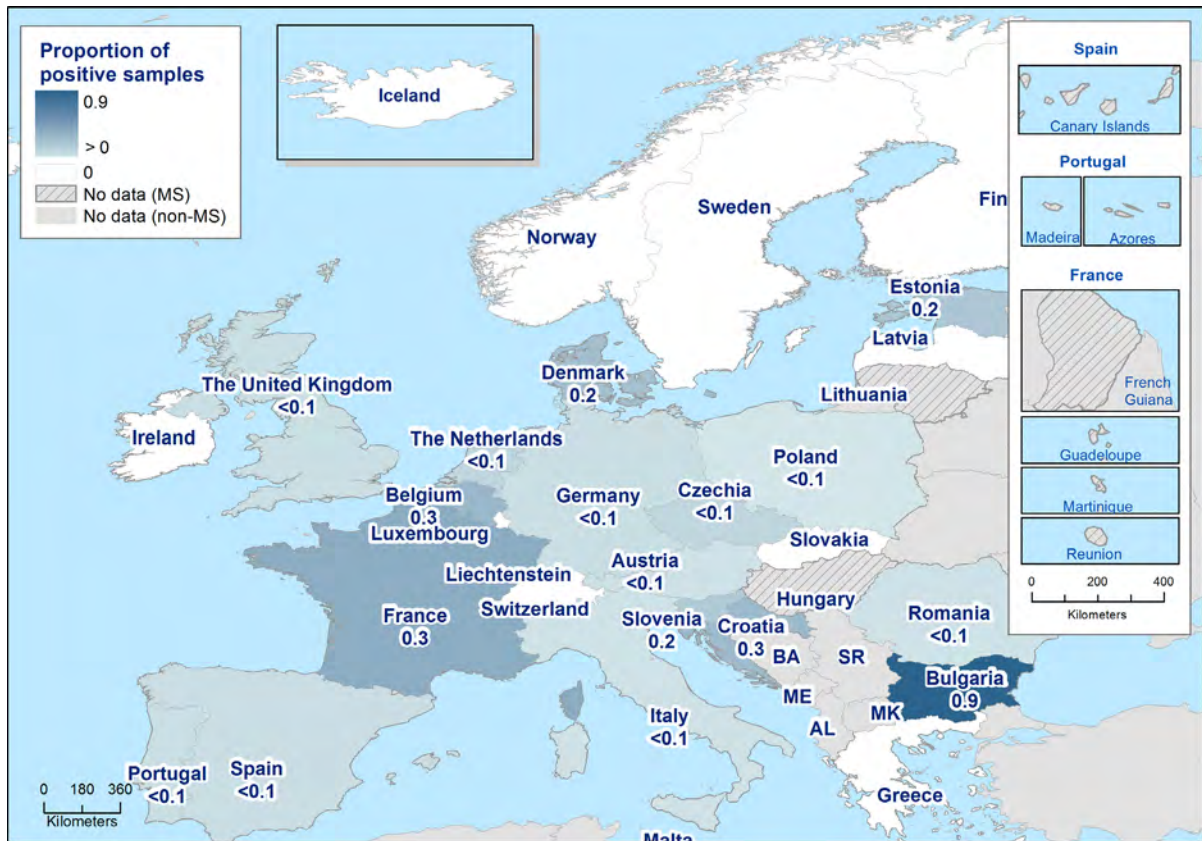 Proportion of
positive samples
0.9
> 0
0
No data (MS)
No data (non-MS)
Iceland
Spain
Canary Islands
Portugal
Madeira
Azores
France
French
Guiana
Guadeloupe
Martinique
Reunion
0 200 400
Kilometers
Norway
Sweden
Fin
Estonia
0.2
Latvia
Lithuania
Denmark
0.2
The United Kingdom
<0.1
Ireland
The Netherlands
<0.1
Belgium
0.3
Luxembourg
Germany
<0.1
Poland
<0.1
Czechia
<0.1
Slovakia
Austria
<0.1
Liechtenstein
Switzerland
Hungary
France
0.3
Slovenia
0.2
Croatia
0.3
Romania
<0.1
BA
SR
Bulgaria
0.9
ME
MK
AL
Italy
<0.1
Portugal
<0.1
Spain
<0.1
Greece
Malta
0 180 360
Kilometers